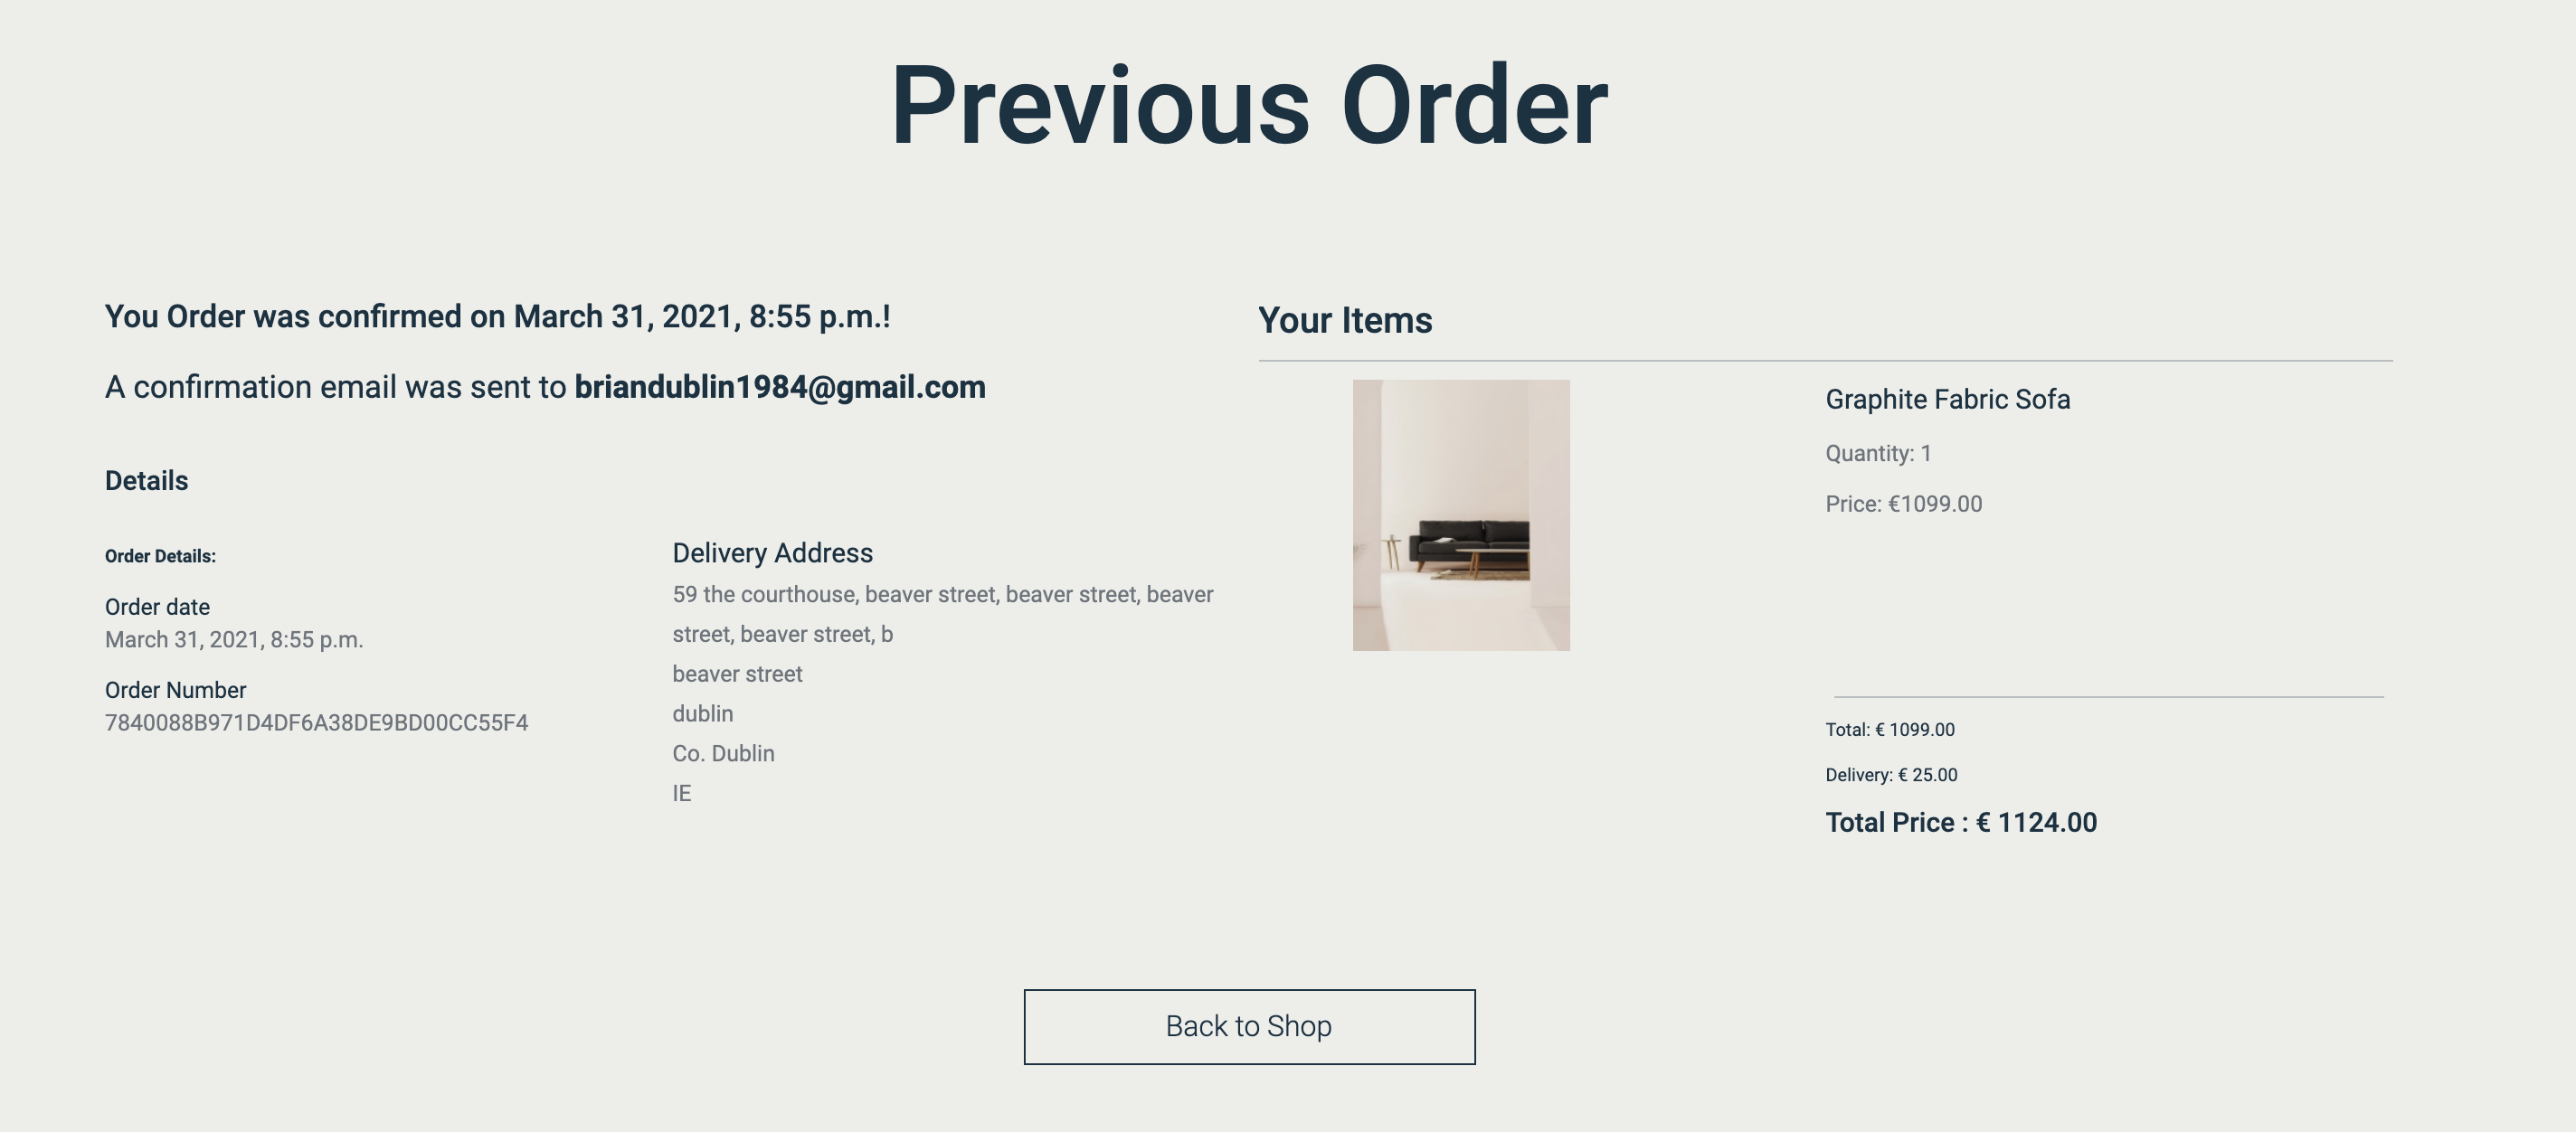 Previous Order
You Order was confirmed on March 31, 2021, 8:55 p.m.!
A confirmation email was sent to briandublin1984@gmail.com
Details
Order Details:
Order date
March 31, 2021, 8:55 p.m.
Order Number
7840088B971D4DF6A38DE9BD00CC55F4
Delivery Address
59 the courthouse, beaver street, beaver street, beaver
street, beaver street, b
beaver street
dublin
Co. Dublin
IE
Your Items
Graphite Fabric Sofa
Quantity: 1
Price: €1099.00
Total: € 1099.00
Delivery: € 25.00
Total Price : € 1124.00
Back to Shop